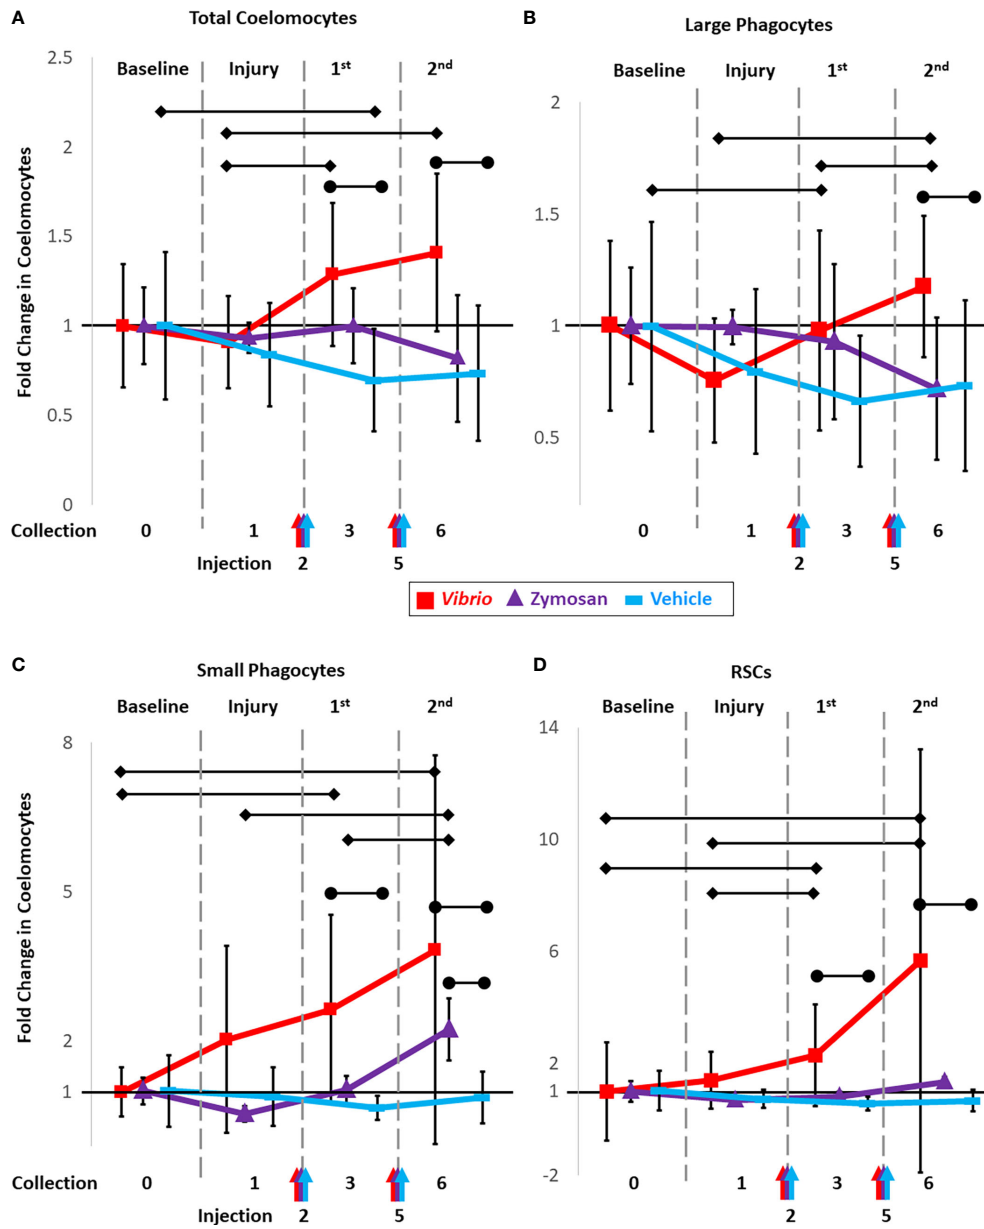 A
Total Coelomocytes
Baseline Injury 1st 2nd
Fold Change in Coelomocytes
2.5
2
1.5
1
0.5
0
Collection 0 1 3 6
Injection 2 5
B
Large Phagocytes
Baseline Injury 1st 2nd
2
1.5
1
0.5
0 1 3 6
2 5
Vibrio Zymosan Vehicle
C
Small Phagocytes
Baseline Injury 1st 2nd
Fold Change in Coelomocytes
8
5
2
1
Collection 0 1 3 6
Injection 2 5
D
RSCs
Baseline Injury 1st 2nd
14
10
6
2
1
-2
0 1 3 6
2 5